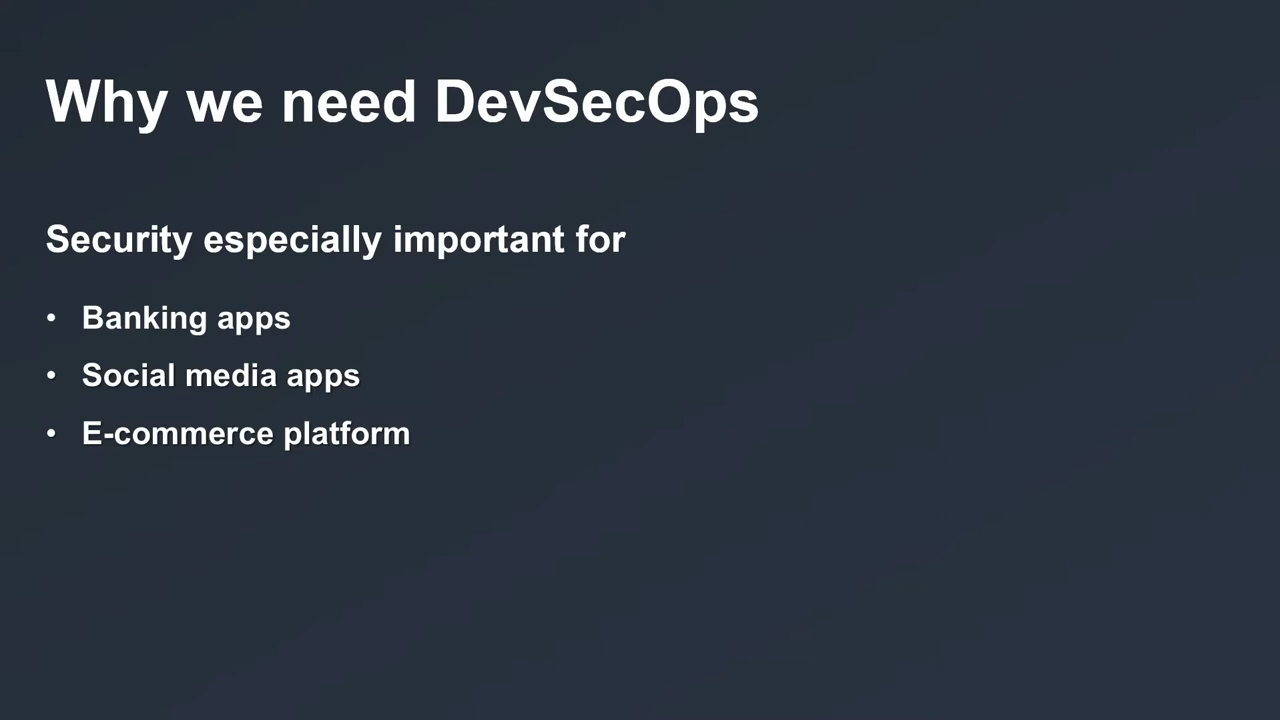 Why we need DevSecOps
Security especially important for
• Banking apps
• Social media apps
• E-commerce platform